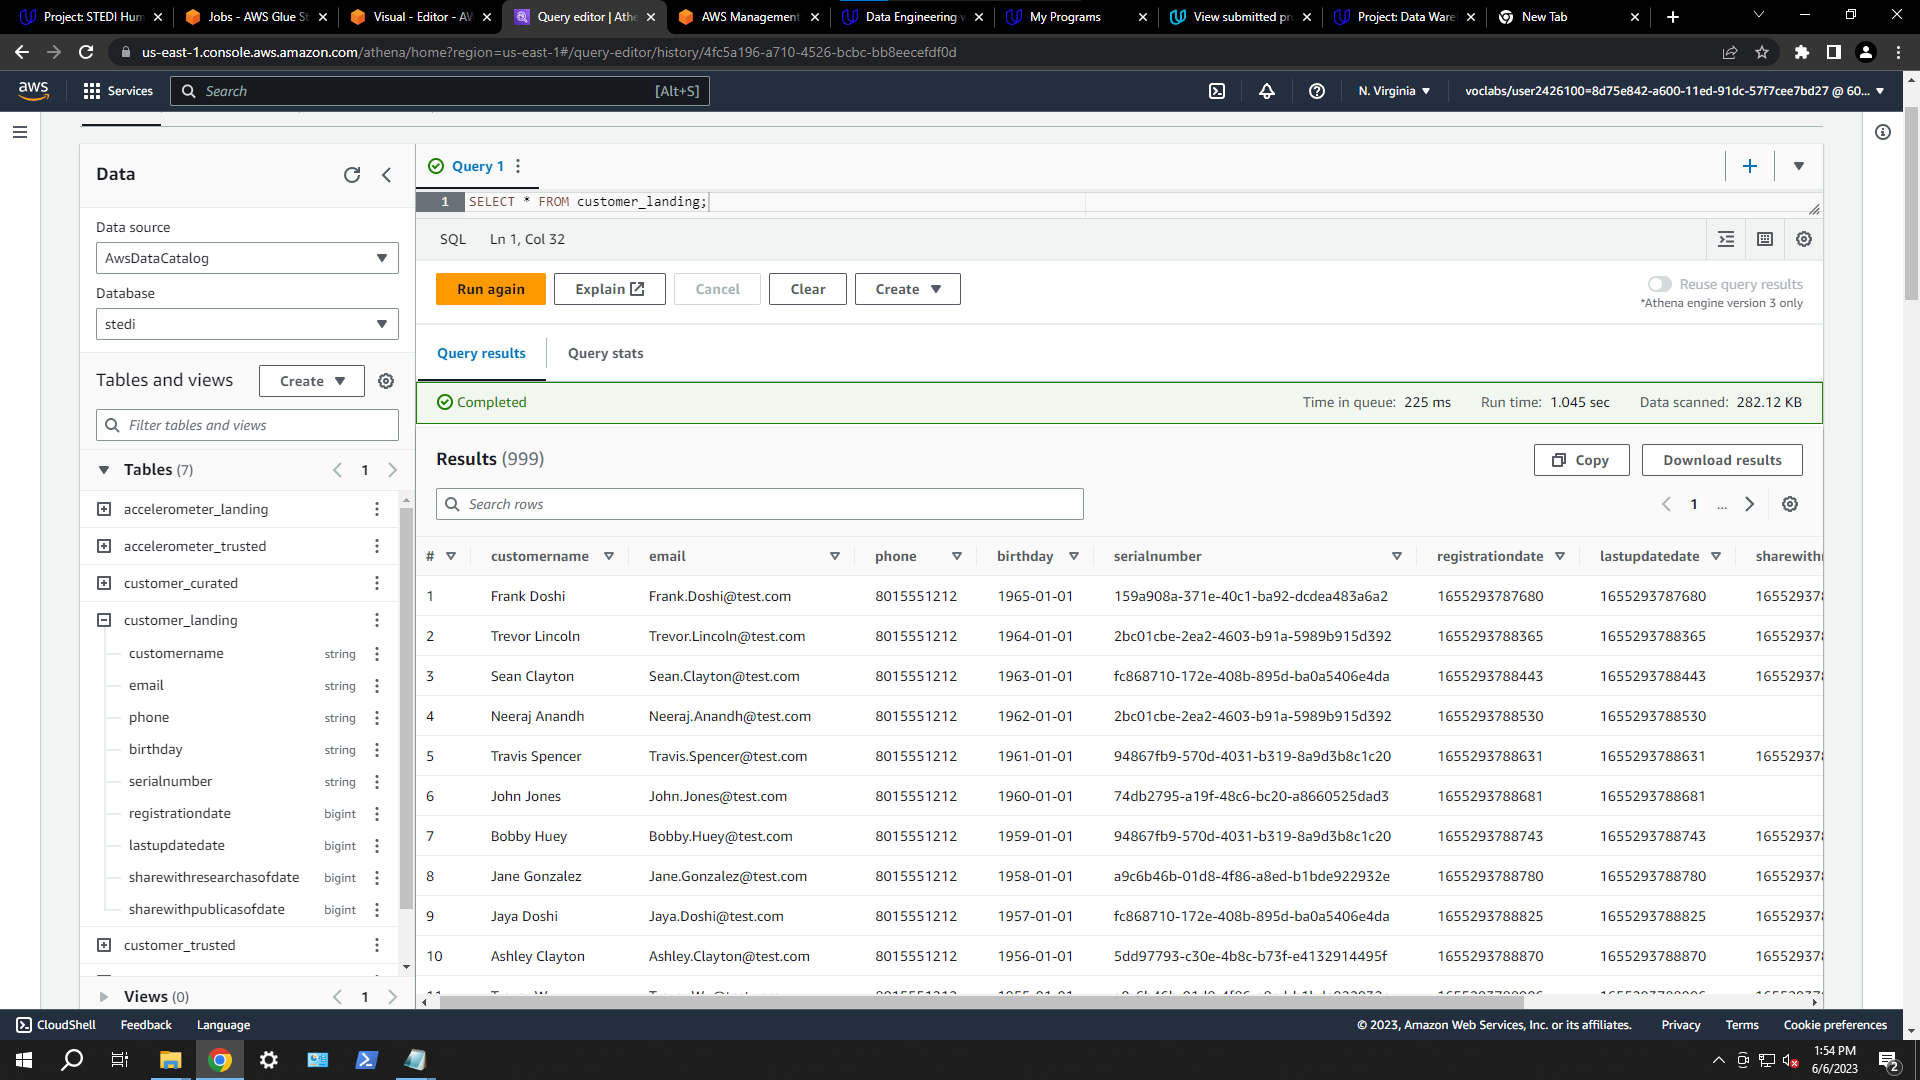 Project: STEDI Hum
Jobs - AWS Glue St
Visual - Editor - AW
Query editor | Athe
AWS Management
Data Engineering w
My Programs
View submitted pro
Project: Data Ware
New Tab
us-east-1.console.aws.amazon.com/athena/home?region=us-east-1#/query-editor/history/4fc5a196-a710-4526-bcbc-bb8eecefdf0d
aws
Services
Search
[Alt+S]
N. Virginia
voclabs/user2426100=8d75e842-a600-11ed-91dc-57f7cee7bd27 @ 60...
Data
Data source
AwsDataCatalog
Database
stedi
Tables and views
Create
Filter tables and views
Tables (7)
1
accelerometer_landing
accelerometer_trusted
customer_curated
customer_landing
customername string
email string
phone string
birthday string
serialnumber string
registrationdate bigint
lastupdatedate bigint
sharewithresearchasofdate bigint
sharewithpublicasofdate bigint
customer_trusted
Views (0)
1
Query 1
1 SELECT * FROM customer_landing;
SQL Ln 1, Col 32
Run again
Explain
Cancel
Clear
Create
Reuse query results
*Athena engine version 3 only
Query results
Query stats
Completed
Time in queue: 225 ms Run time: 1.045 sec Data scanned: 282.12 KB
Results (999)
Copy
Download results
Search rows
1 ...
# customername email phone birthday serialnumber registrationdate lastupdatedate sharewithr
1 Frank Doshi Frank.Doshi@test.com 8015551212 1965-01-01 159a908a-371e-40c1-ba92-dcdea483a6a2 1655293787680 1655293787680 16552937
2 Trevor Lincoln Trevor.Lincoln@test.com 8015551212 1964-01-01 2bc01cbe-2ea2-4603-b91a-5989b915d392 1655293788365 1655293788365 16552937
3 Sean Clayton Sean.Clayton@test.com 8015551212 1963-01-01 fc868710-172e-408b-895d-ba0a5406e4da 1655293788443 1655293788443 16552937
4 Neeraj Anandh Neeraj.Anandh@test.com 8015551212 1962-01-01 2bc01cbe-2ea2-4603-b91a-5989b915d392 1655293788530 1655293788530
5 Travis Spencer Travis.Spencer@test.com 8015551212 1961-01-01 94867fb9-570d-4031-b319-8a9d3b8c1c20 1655293788631 1655293788631 16552937
6 John Jones John.Jones@test.com 8015551212 1960-01-01 74db2795-a19f-48c6-bc20-a8660525dad3 1655293788681 1655293788681
7 Bobby Huey Bobby.Huey@test.com 8015551212 1959-01-01 94867fb9-570d-4031-b319-8a9d3b8c1c20 1655293788743 1655293788743 16552937
8 Jane Gonzalez Jane.Gonzalez@test.com 8015551212 1958-01-01 a9c6b46b-01d8-4f86-a8ed-b1bde922932e 1655293788780 1655293788780 16552937
9 Jaya Doshi Jaya.Doshi@test.com 8015551212 1957-01-01 fc868710-172e-408b-895d-ba0a5406e4da 1655293788825 1655293788825 16552937
10 Ashley Clayton Ashley.Clayton@test.com 8015551212 1956-01-01 5dd97793-c30e-4b8c-b73f-e4132914495f 1655293788870 1655293788870 16552937
CloudShell
Feedback
Language
© 2023, Amazon Web Services, Inc. or its affiliates.
Privacy
Terms
Cookie preferences
1:54 PM
6/6/2023
2